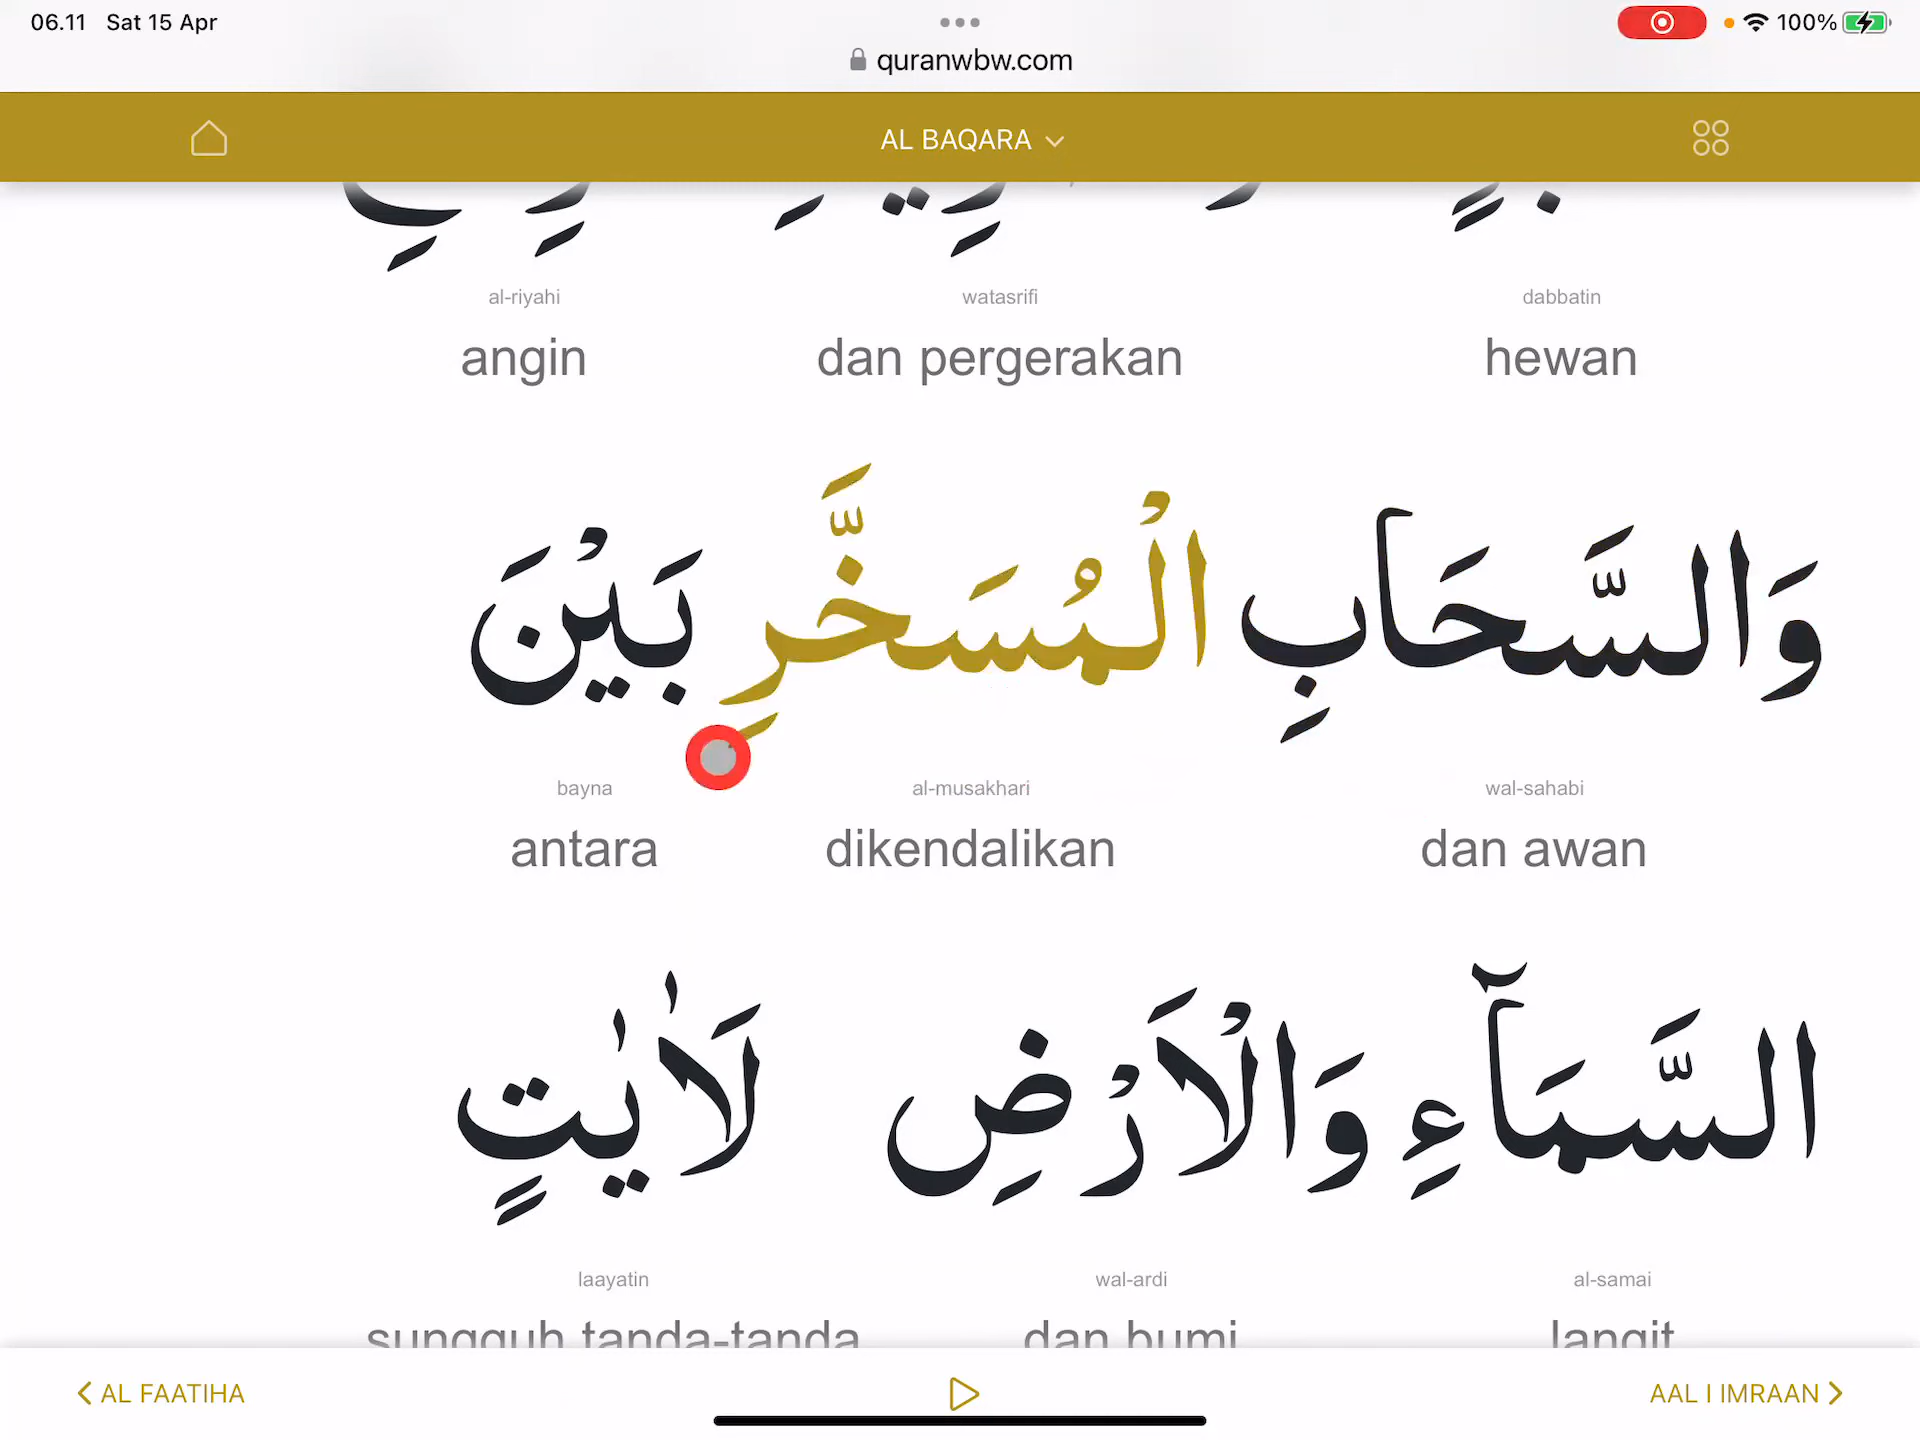 06.11 Sat 15 Apr
100%
quranwbw.com
AL BAQARA
dabbatin watasrifi al-riyahi
hewan dan pergerakan angin
وَالسَّحَابِ الْمُسَخَّرِ بَيْنَ
wal-sahabi al-musakhari bayna
dan awan dikendalikan antara
السَّمَآءِ وَالْاَرْضِ لَاٰيٰتٍ
al-samai wal-ardi laayatin
langit dan bumi sungguh tanda-tanda
AL FAATIHA AAL I IMRAAN